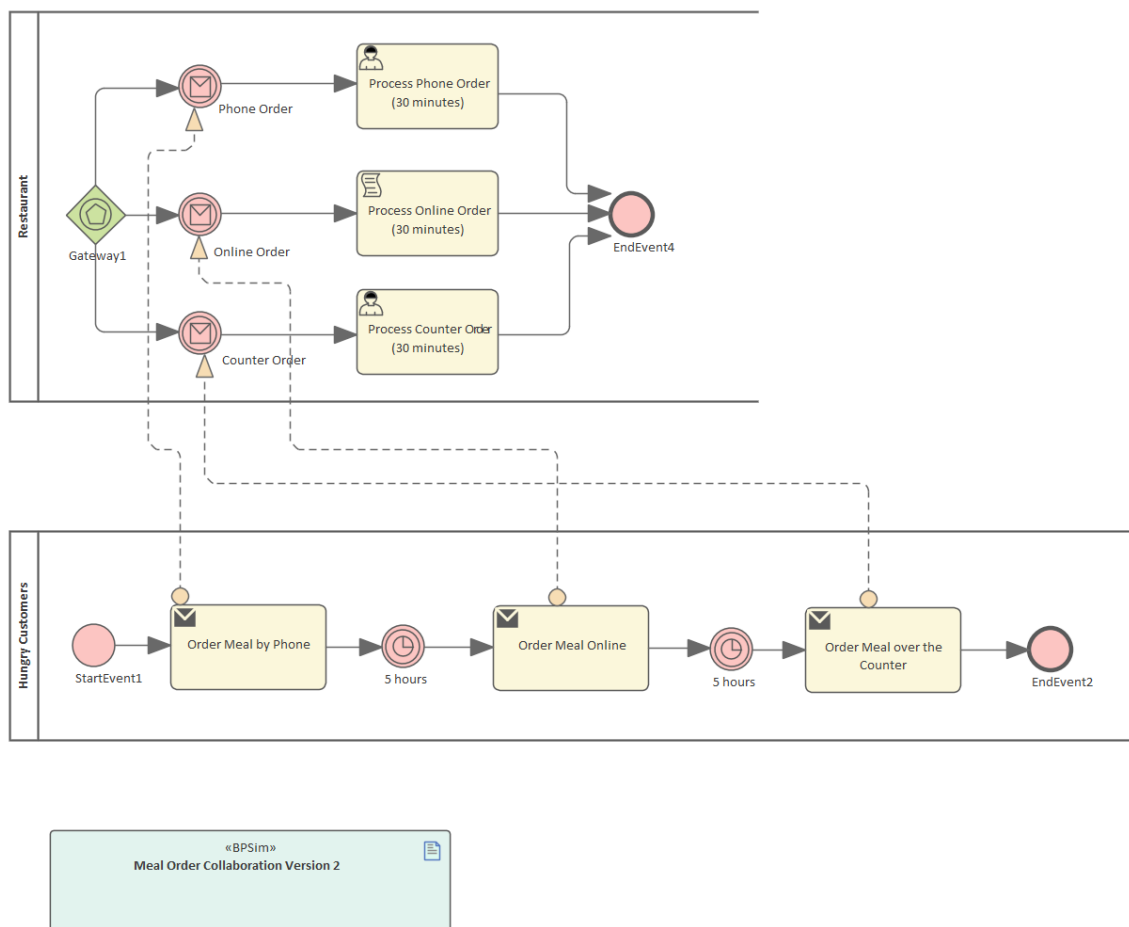 Restaurant
Process Phone Order
(30 minutes)
Phone Order
Process Online Order
(30 minutes)
Gateway1
Online Order
EndEvent4
Process Counter Order
(30 minutes)
Counter Order
Hungry Customers
StartEvent1
Order Meal by Phone
5 hours
Order Meal Online
5 hours
Order Meal over the
Counter
EndEvent2
«BPSim»
Meal Order Collaboration Version 2